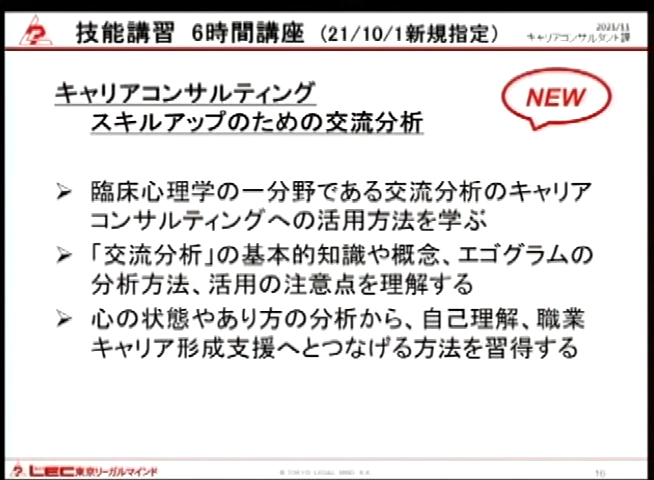 技能講習 6時間講座 (21/10/1新規指定)
2021/11
キャリアコンサルタント課
キャリアコンサルティング
スキルアップのための交流分析
NEW
➢ 臨床心理学の一分野である交流分析のキャリア
コンサルティングへの活用方法を学ぶ
➢ 「交流分析」の基本的知識や概念、エゴグラムの
分析方法、活用の注意点を理解する
➢ 心の状態やあり方の分析から、自己理解、職業
キャリア形成支援へとつなげる方法を習得する
LEC東京リーガルマインド
© TOKYO LEGAL MIND K.K.
16